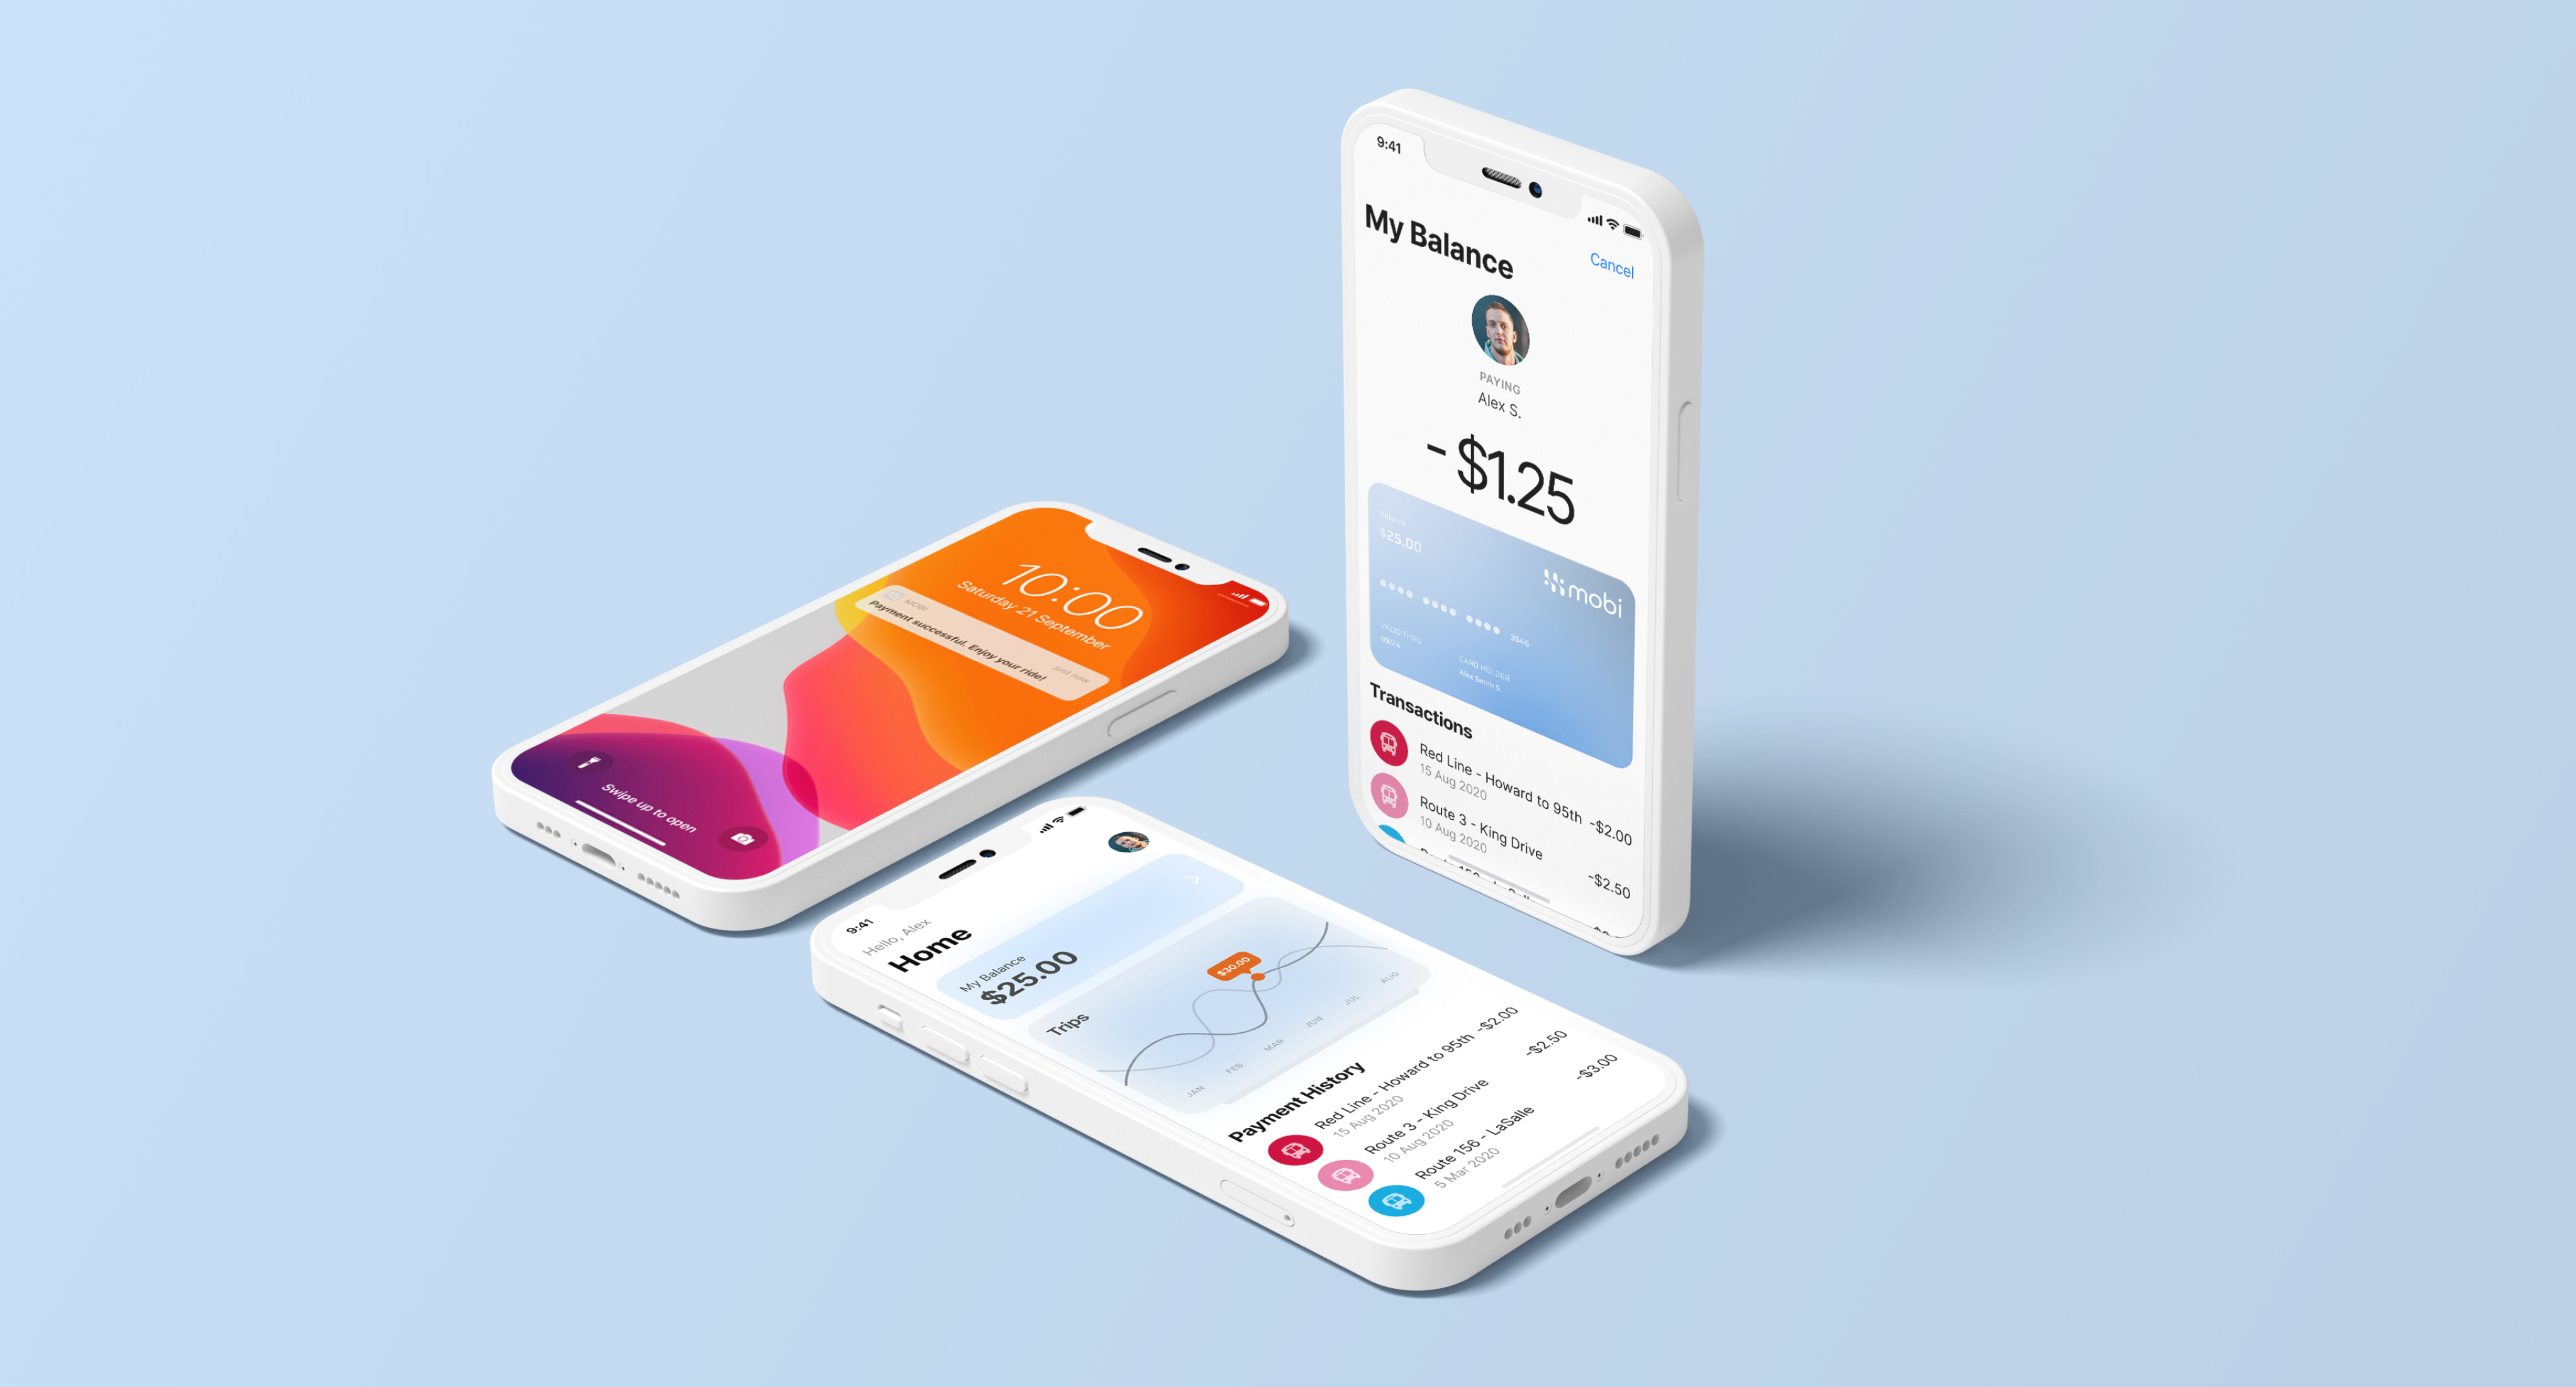 10:00
Saturday 21 September
MOBI
just now
Payment successful. Enjoy your ride!
Swipe up to open
9:41
My Balance
Cancel
PAYING
Alex S.
- $1.25
Balance
$25.00
mobi
3546
VALID THRU
CARD HOLDER
Alex Smith S.
Transactions
Red Line - Howard to 95th
-$2.00
15 Aug 2020
Route 3 - King Drive
-$2.50
10 Aug 2020
9:41
Hello, Alex
Home
My Balance
$25.00
Trips
$30.00
JAN FEB MAR JUN JUL AUG
Payment History
Red Line - Howard to 95th -$2.00
15 Aug 2020
Route 3 - King Drive -$2.50
10 Aug 2020
Route 156 - LaSalle -$3.00
5 Mar 2020